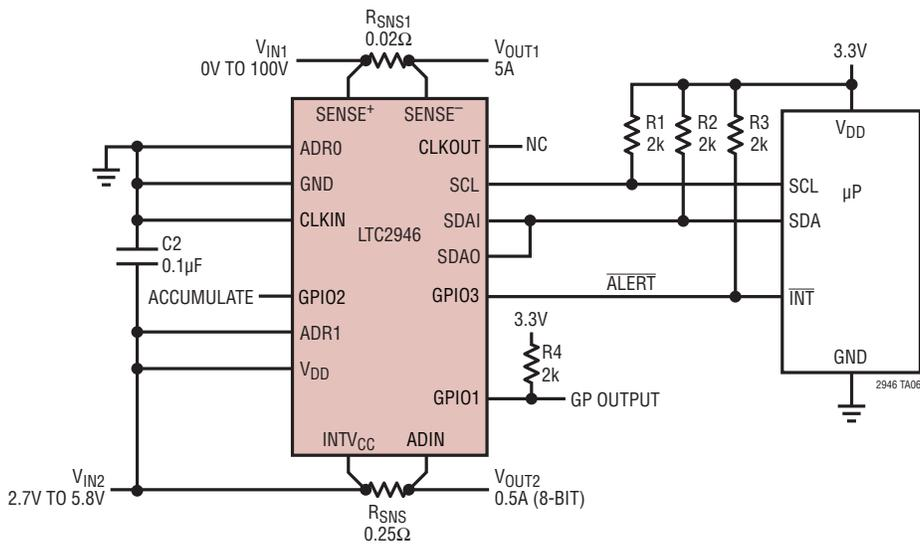 RSNS1
0.02Ω
VIN1
0V TO 100V
VOUT1
5A
3.3V
SENSE+
SENSE–
VDD
R1
2k
R2
2k
R3
2k
ADR0
CLKOUT
NC
GND
SCL
SCL
µP
CLKIN
LTC2946
SDAI
SDA
C2
0.1µF
SDAO
ACCUMULATE
GPIO2
GPIO3
ALERT
INT
ADR1
3.3V
VDD
R4
2k
GND
2946 TA06
GPIO1
GP OUTPUT
INTVCC
ADIN
VIN2
2.7V TO 5.8V
VOUT2
0.5A (8-BIT)
RSNS
0.25Ω